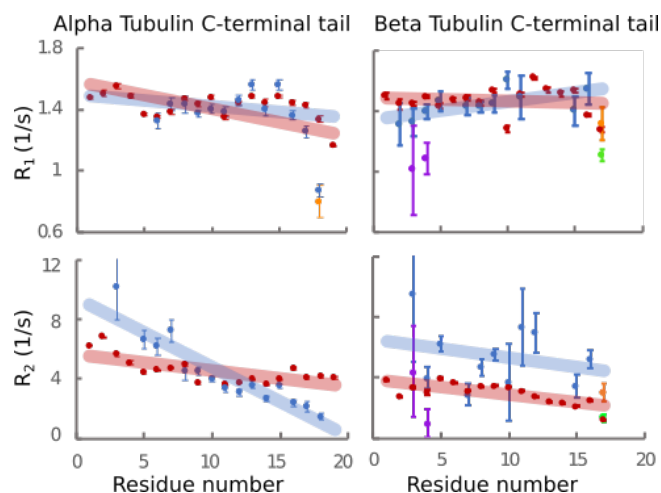 Alpha Tubulin C-terminal tail Beta Tubulin C-terminal tail
1.8
1.4
1
0.6
R1 (1/s)
12
8
4
0
R2 (1/s)
0 5 10 15 20 0 5 10 15 20
Residue number Residue number